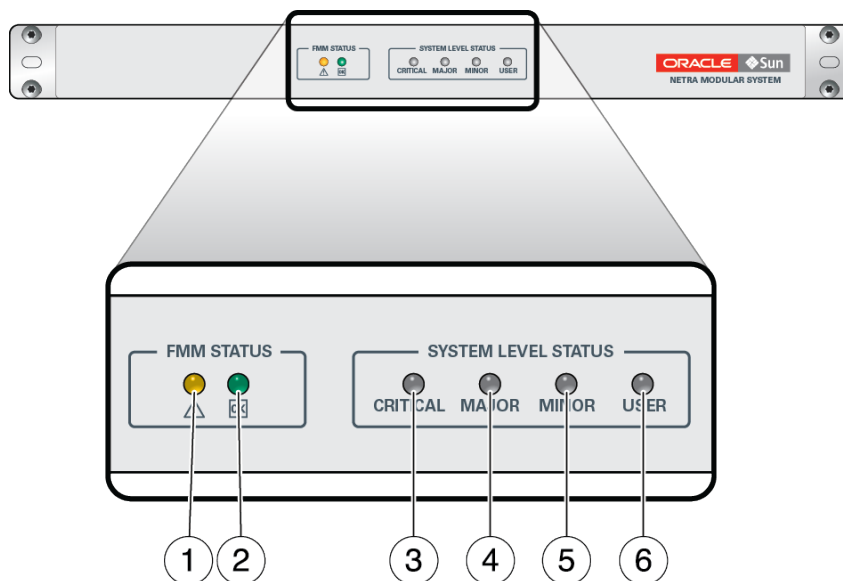 FMM STATUS
SYSTEM LEVEL STATUS
OK
CRITICAL MAJOR MINOR USER
ORACLE Sun
NETRA MODULAR SYSTEM
FMM STATUS
SYSTEM LEVEL STATUS
OK
CRITICAL MAJOR MINOR USER
1 2 3 4 5 6